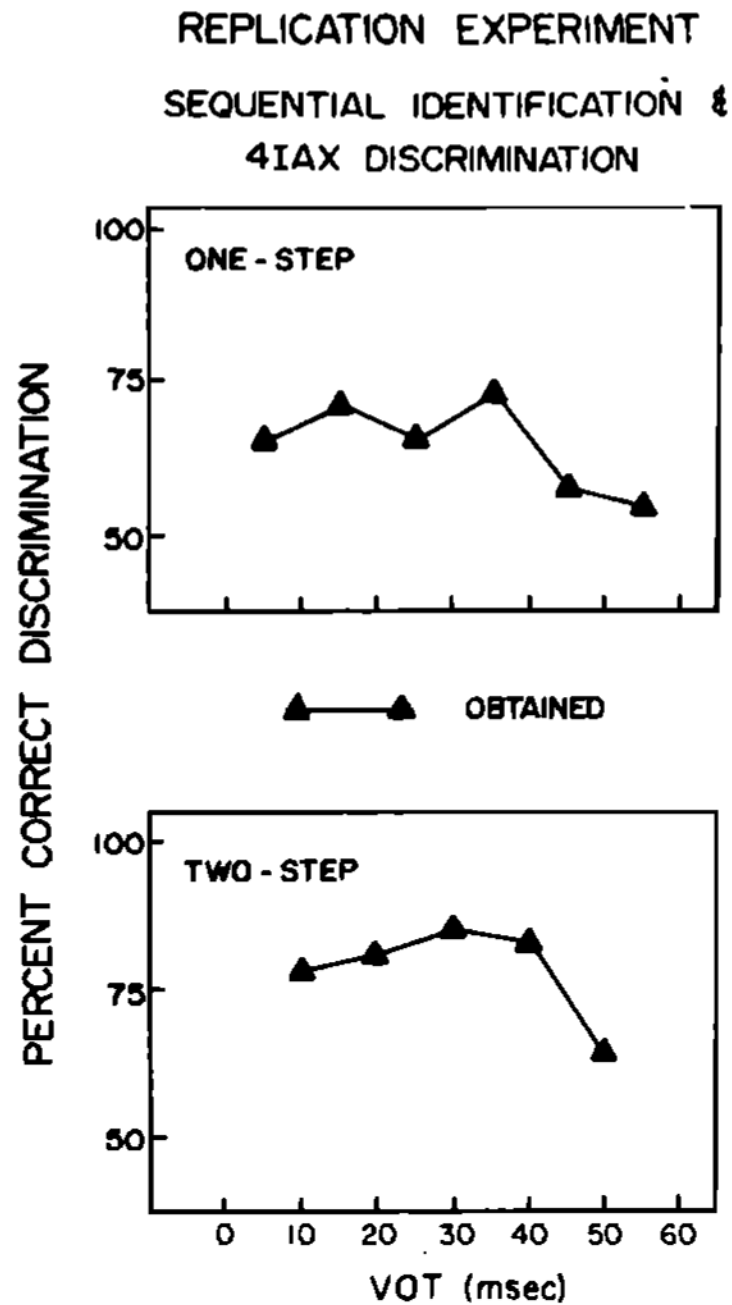 REPLICATION EXPERIMENT
SEQUENTIAL IDENTIFICATION &
4IAX DISCRIMINATION
PERCENT CORRECT DISCRIMINATION
100
ONE-STEP
75
50
OBTAINED
100
TWO-STEP
75
50
0 10 20 30 40 50 60
VOT (msec)